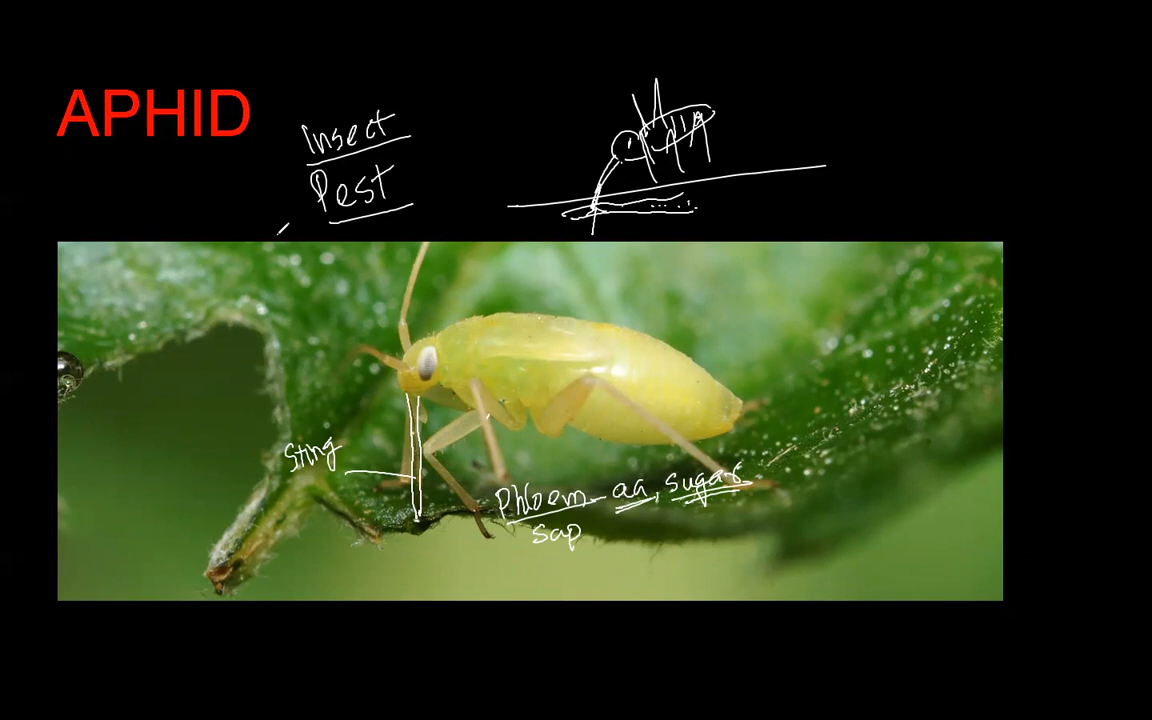 APHID
Insect
Pest
Sting
Phloem - aa, sugar
sap